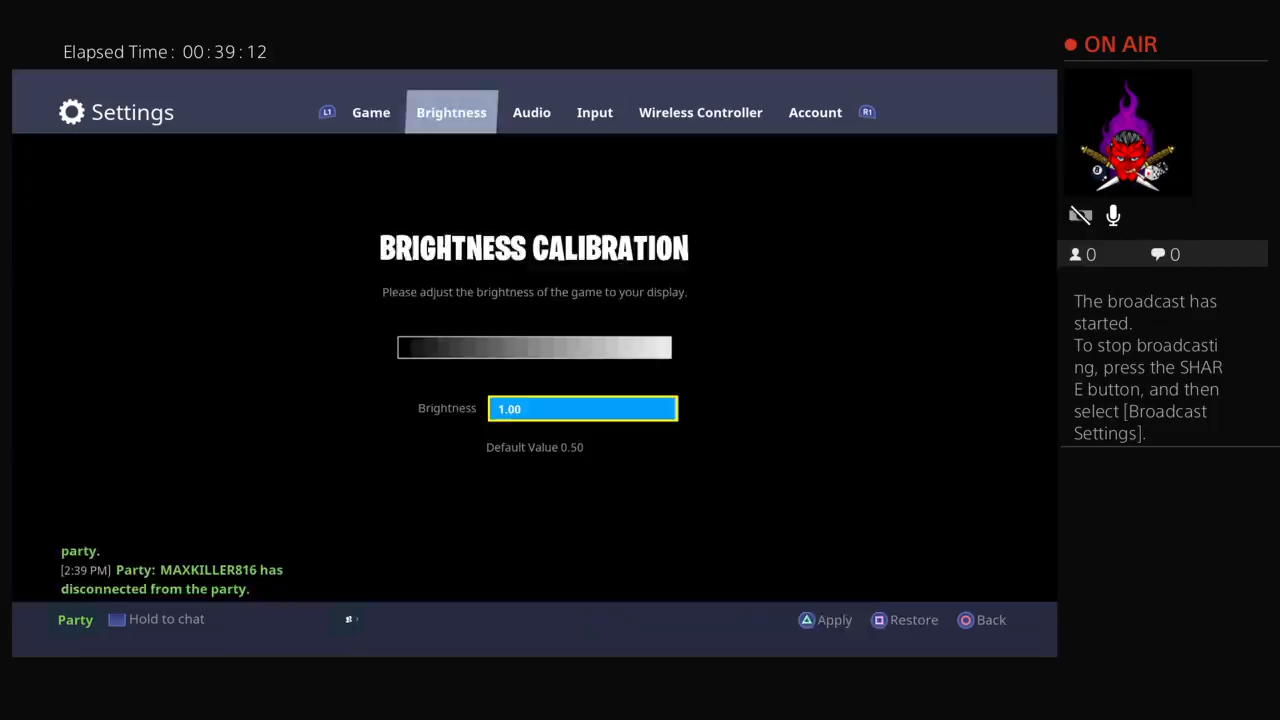 Elapsed Time: 00:39:12
ON AIR
Settings
L1 Game Brightness Audio Input Wireless Controller Account R1
BRIGHTNESS CALIBRATION
Please adjust the brightness of the game to your display.
Brightness 1.00
Default Value 0.50
party.
[2:39 PM] Party: MAXKILLER816 has
disconnected from the party.
Party Hold to chat
Apply Restore Back
0 0
The broadcast has
started.
To stop broadcasti
ng, press the SHAR
E button, and then
select [Broadcast
Settings].